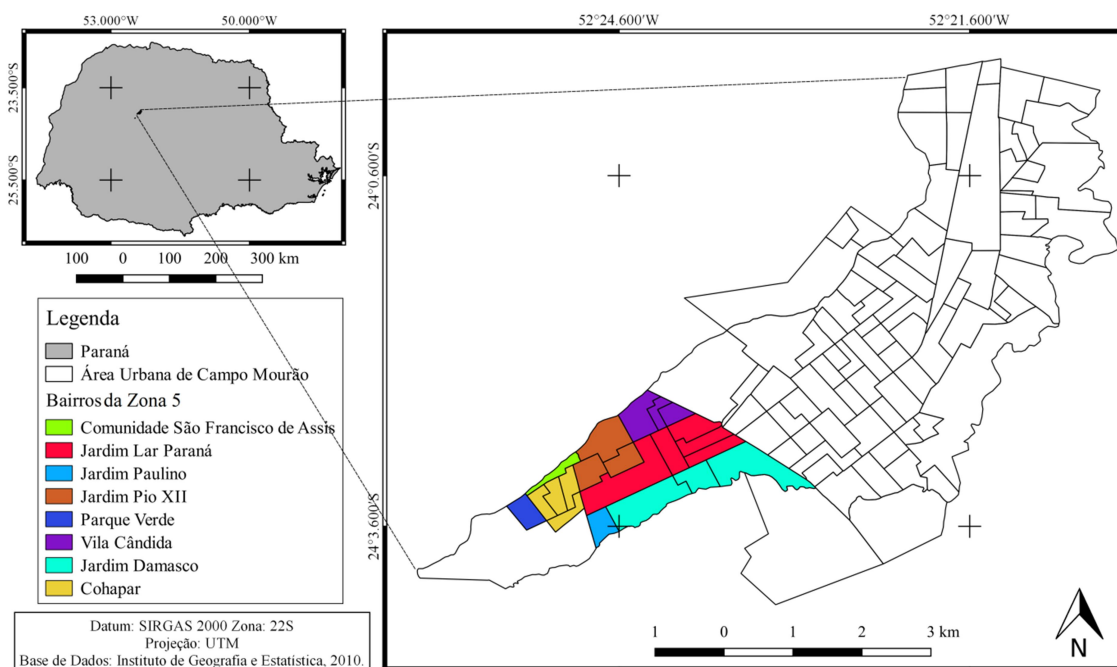 53.000°W
50.000°W
23.500°S
25.500°S
100 0 100 200 300 km
52°24.600'W
52°21.600'W
24°0.600'S
24°3.600'S
Legenda
Paraná
Área Urbana de Campo Mourão
Bairros da Zona 5
Comunidade São Francisco de Assis
Jardim Lar Paraná
Jardim Paulino
Jardim Pio XII
Parque Verde
Vila Cândida
Jardim Damasco
Cohapar
Datum: SIRGAS 2000 Zona: 22S
Projeção: UTM
Base de Dados: Instituto de Geografia e Estatística, 2010.
1 0 1 2 3 km
N